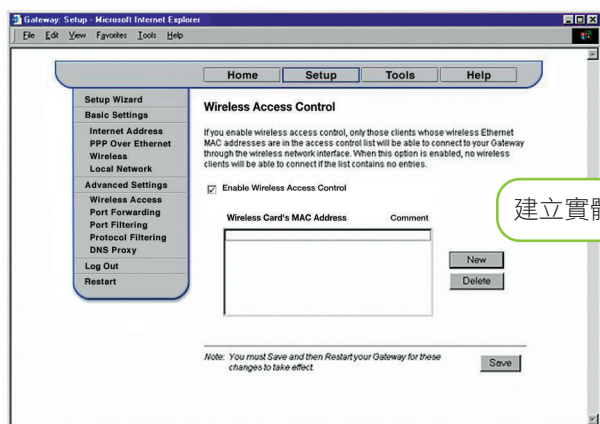 Gateway: Setup - Microsoft Internet Explorer
File Edit View Favorites Tools Help
Home Setup Tools Help
Setup Wizard
Basic Settings
Internet Address
PPP Over Ethernet
Wireless
Local Network
Advanced Settings
Wireless Access
Port Forwarding
Port Filtering
Protocol Filtering
DNS Proxy
Log Out
Restart
Wireless Access Control
If you enable wireless access control, only those clients whose wireless Ethernet
MAC addresses are in the access control list will be able to connect to your Gateway
through the wireless network interface. When this option is enabled, no wireless
clients will be able to connect if the list contains no entries.
Enable Wireless Access Control
Wireless Card's MAC Address Comment
建立實
New
Delete
Note: You must Save and then Restart your Gateway for these
changes to take effect.
Save